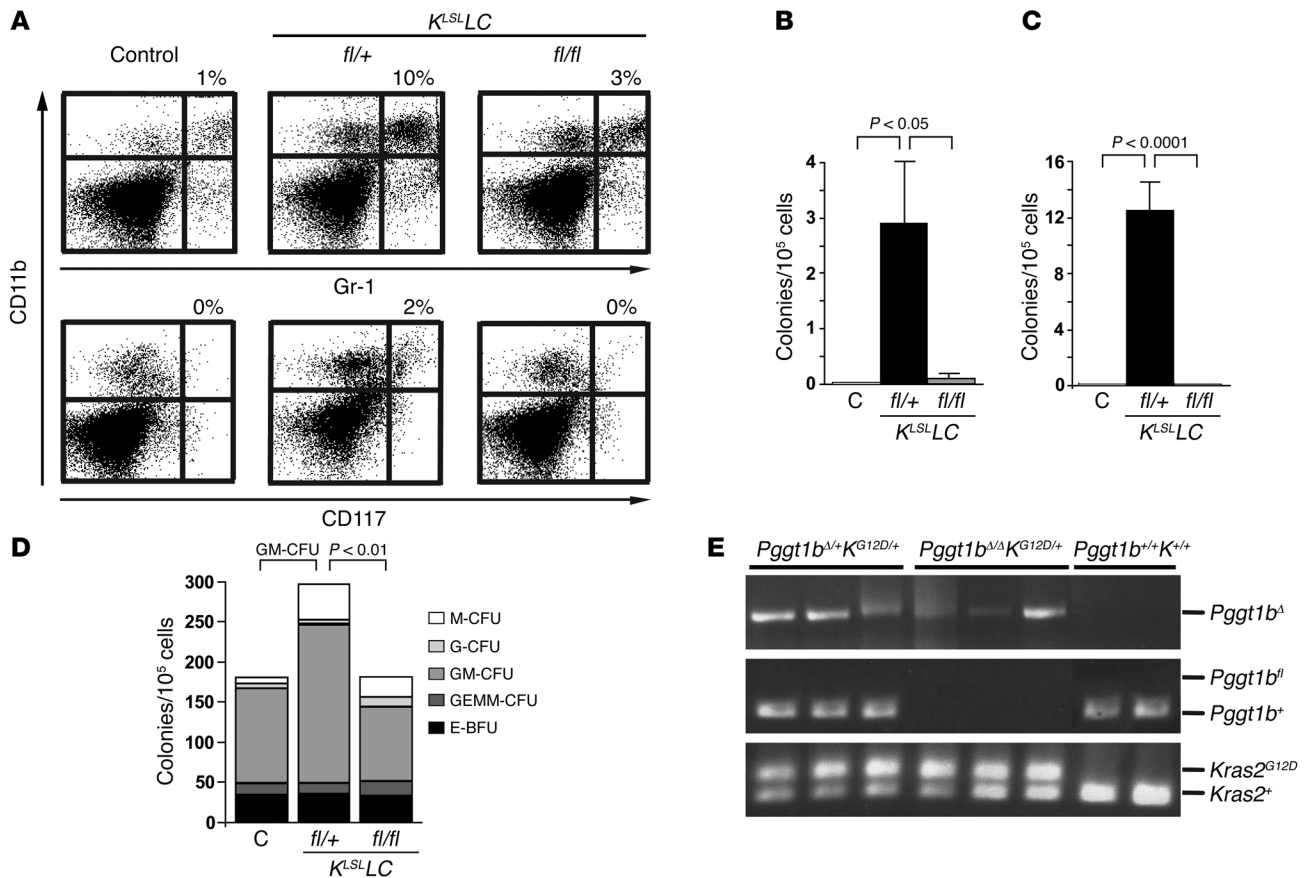 A
K^LSL LC
Control fl/+ fl/fl
1% 10% 3%
CD11b
Gr-1
0% 2% 0%
CD117
B
P < 0.05
Colonies/10^5 cells
4
3
2
1
0
C fl/+ fl/fl
K^LSL LC
C
P < 0.0001
Colonies/10^5 cells
16
12
8
4
0
C fl/+ fl/fl
K^LSL LC
D
GM-CFU P < 0.01
Colonies/10^5 cells
300
250
200
150
100
50
0
C fl/+ fl/fl
K^LSL LC
M-CFU
G-CFU
GM-CFU
GEMM-CFU
E-BFU
E
Pggt1b^Δ/+ K^G12D/+ Pggt1b^Δ/Δ K^G12D/+ Pggt1b^+/+ K^+/+
Pggt1b^Δ
Pggt1b^fl
Pggt1b^+
Kras2^G12D
Kras2^+